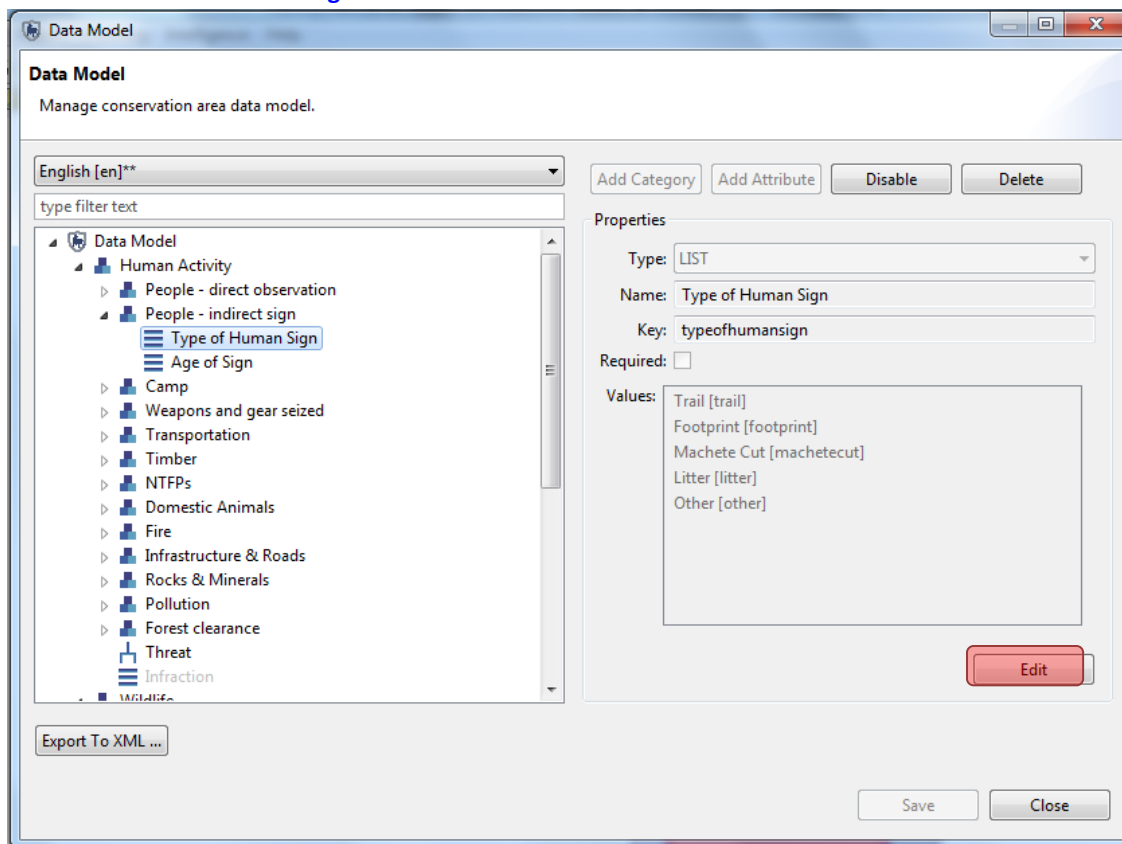 Data Model
Data Model
Manage conservation area data model.
English [en]**
type filter text
Data Model
Human Activity
People - direct observation
People - indirect sign
Type of Human Sign
Age of Sign
Camp
Weapons and gear seized
Transportation
Timber
NTFPs
Domestic Animals
Fire
Infrastructure & Roads
Rocks & Minerals
Pollution
Forest clearance
Threat
Infraction
Wildlife
Export To XML ...
Add Category Add Attribute Disable Delete
Properties
Type: LIST
Name: Type of Human Sign
Key: typeofhumansign
Required:
Values:
Trail [trail]
Footprint [footprint]
Machete Cut [machetecut]
Litter [litter]
Other [other]
Edit
Save Close